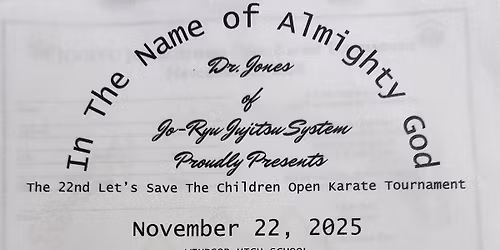 In The Name of Almighty God
Dr. Jones
of
Jo-Ryu Jujitsu System
Proudly Presents
The 22nd Let's Save The Children Open Karate Tournament
November 22, 2025